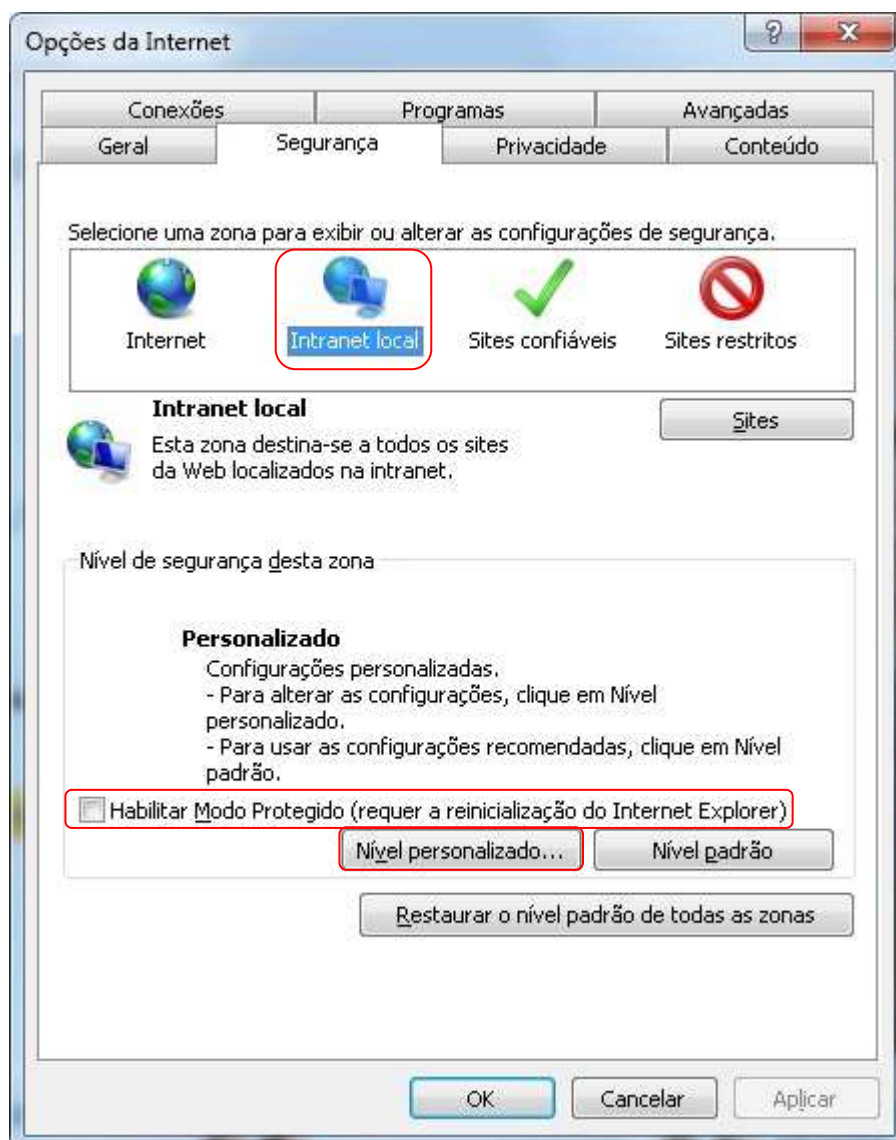 Opções da Internet
Conexões Programas Avançadas
Geral Segurança Privacidade Conteúdo
Selecione uma zona para exibir ou alterar as configurações de segurança.
Internet Intranet local Sites confiáveis Sites restritos
Intranet local
Sites
Esta zona destina-se a todos os sites
da Web localizados na intranet.
Nível de segurança desta zona
Personalizado
Configurações personalizadas.
- Para alterar as configurações, clique em Nível
personalizado.
- Para usar as configurações recomendadas, clique em Nível
padrão.
Habilitar Modo Protegido (requer a reinicialização do Internet Explorer)
Nível personalizado... Nível padrão
Restaurar o nível padrão de todas as zonas
OK Cancelar Aplicar